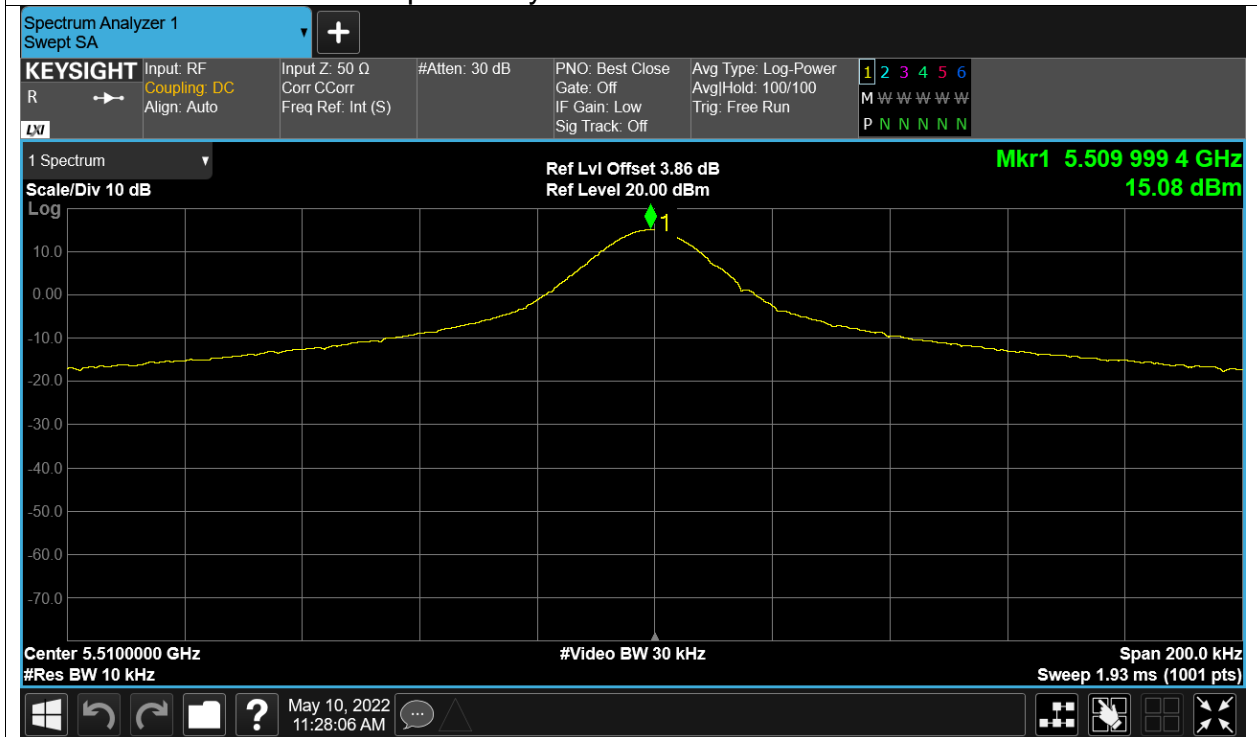 Spectrum Analyzer 1
Swept SA
+
KEYSIGHT
R
LXI
Input: RF
Coupling: DC
Align: Auto
Input Z: 50 Ω
Corr CCorr
Freq Ref: Int (S)
#Atten: 30 dB
PNO: Best Close
Gate: Off
IF Gain: Low
Sig Track: Off
Avg Type: Log-Power
Avg|Hold: 100/100
Trig: Free Run
1 2 3 4 5 6
M W W W W W
P N N N N N N
1 Spectrum
Scale/Div 10 dB
Log
Ref Lvl Offset 3.86 dB
Ref Level 20.00 dBm
Mkr1 5.509 999 4 GHz
15.08 dBm
1
10.0
0.00
-10.0
-20.0
-30.0
-40.0
-50.0
-60.0
-70.0
Center 5.5100000 GHz
#Res BW 10 kHz
#Video BW 30 kHz
Span 200.0 kHz
Sweep 1.93 ms (1001 pts)
?
May 10, 2022
11:28:06 AM